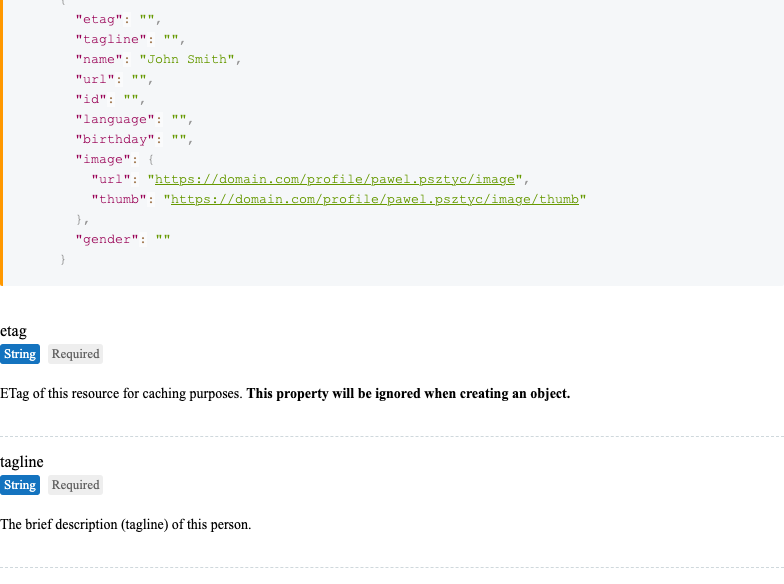 {
"etag": "",
"tagline": "",
"name": "John Smith",
"url": "",
"id": "",
"language": "",
"birthday": "",
"image": {
"url": "https://domain.com/profile/pawel.psztyc/image",
"thumb": "https://domain.com/profile/pawel.psztyc/image/thumb"
},
"gender": ""
}
etag
String Required
ETag of this resource for caching purposes. This property will be ignored when creating an object.
tagline
String Required
The brief description (tagline) of this person.